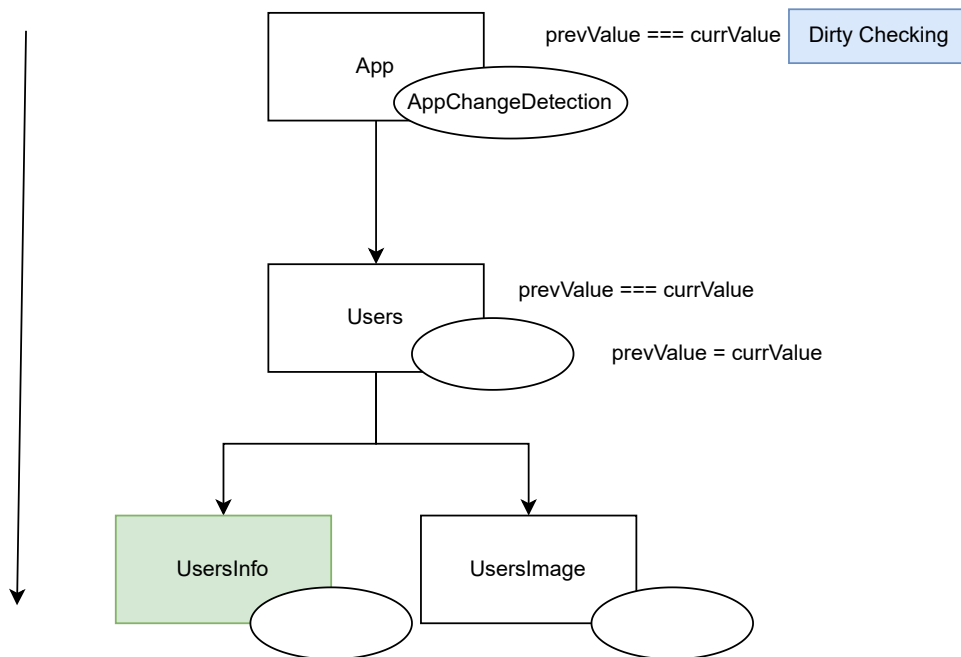 prevValue === currValue
Dirty Checking
App
AppChangeDetection
Users
prevValue === currValue
prevValue = currValue
UsersInfo
UsersImage